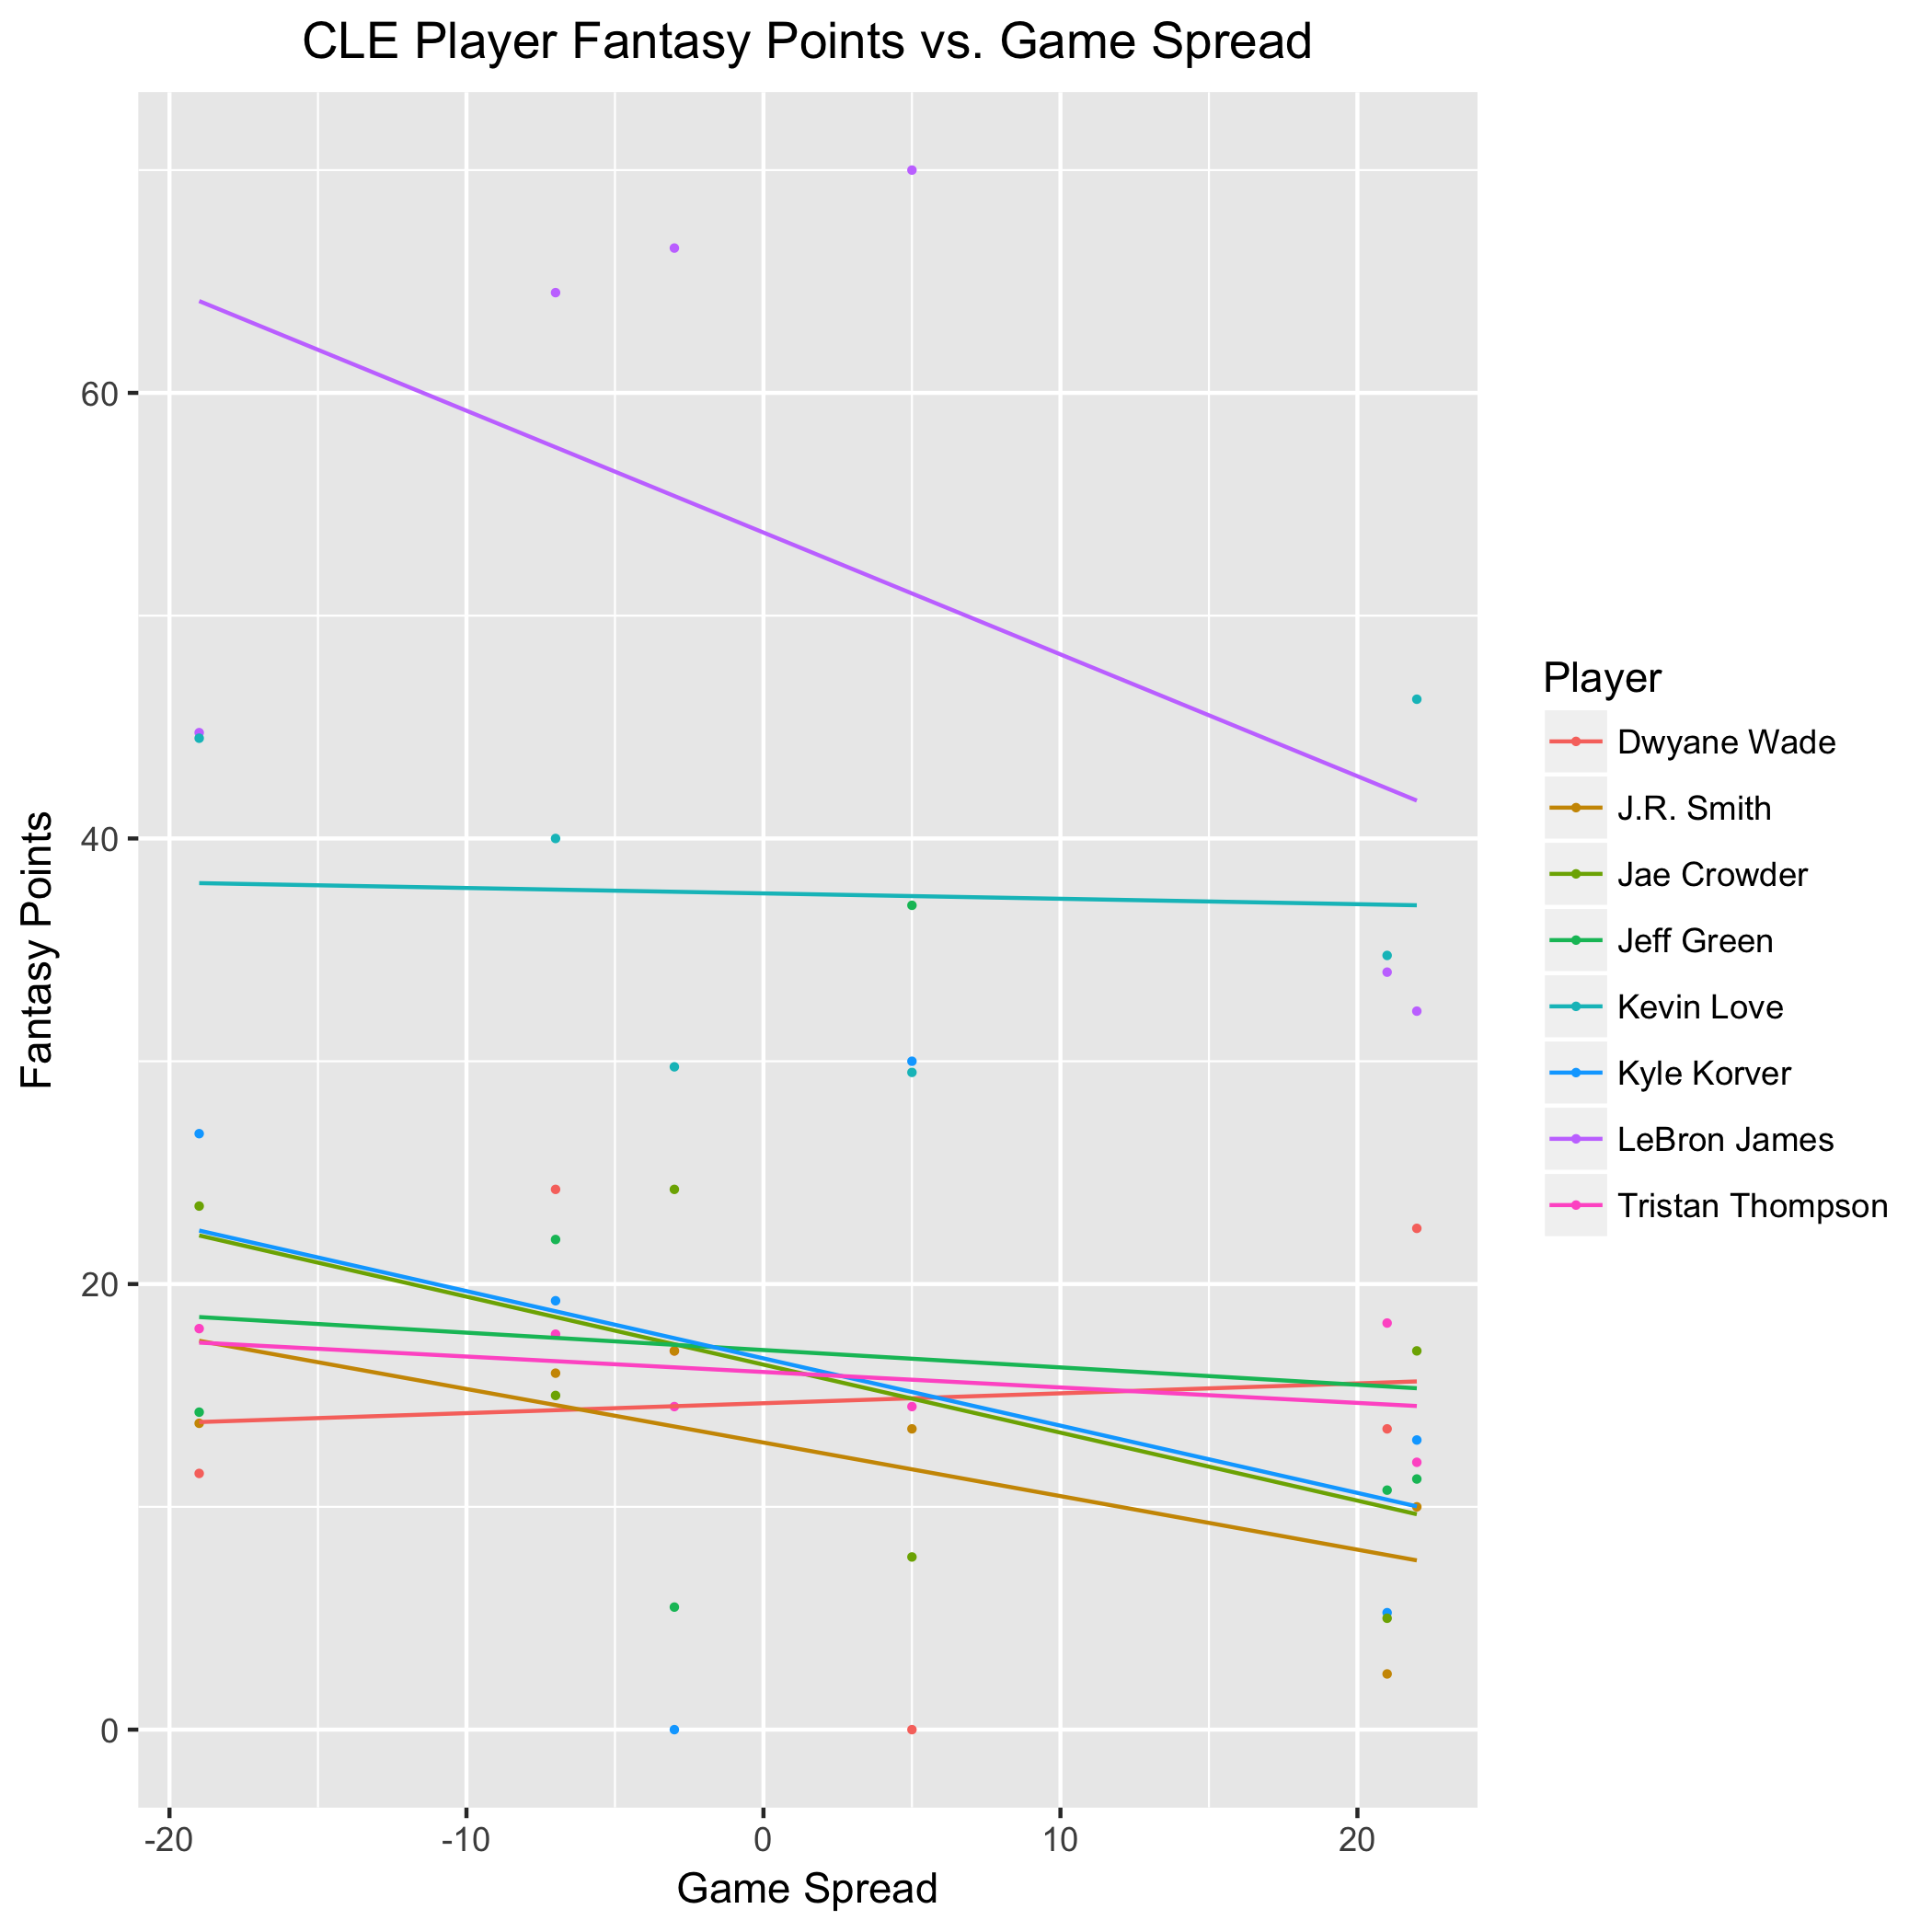 CLE Player Fantasy Points vs. Game Spread
Fantasy Points
60
40
20
0
-20
-10
0
10
20
Game Spread
Player
Dwyane Wade
J.R. Smith
Jae Crowder
Jeff Green
Kevin Love
Kyle Korver
LeBron James
Tristan Thompson